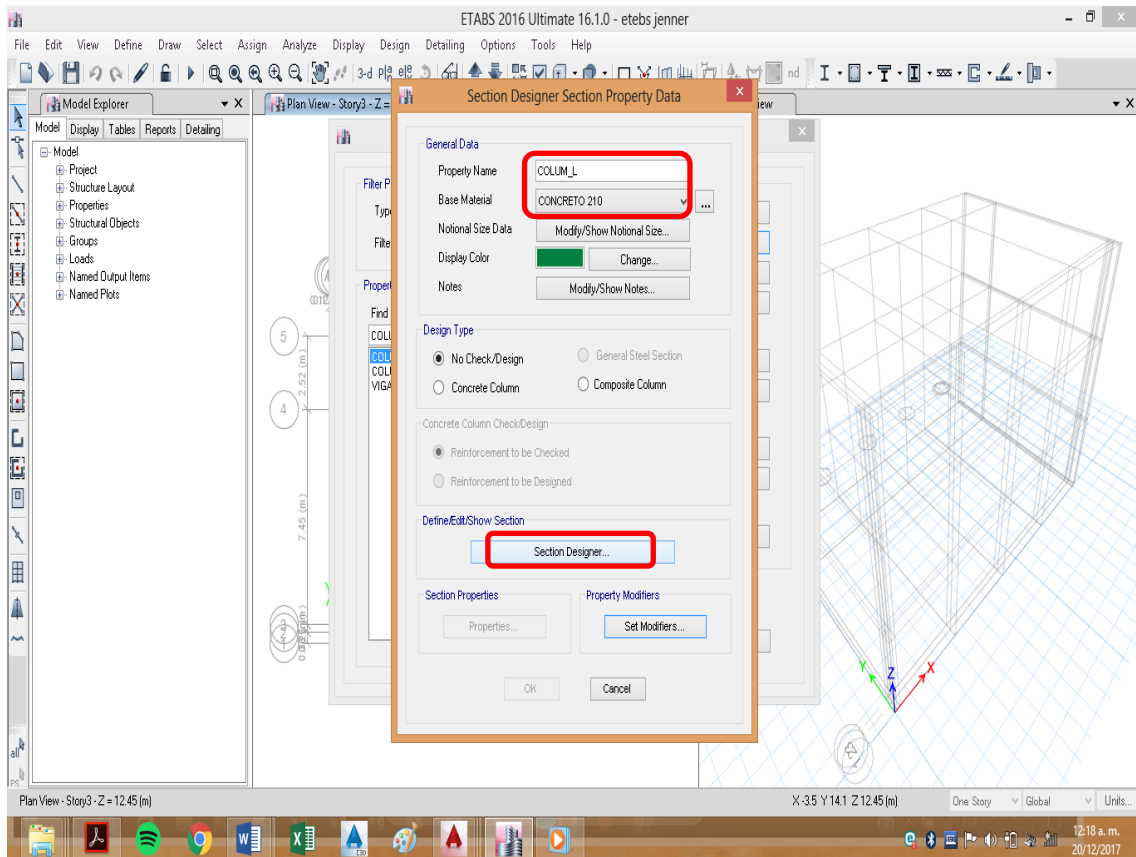 ETABS 2016 Ultimate 16.1.0 - etebs jenner
File Edit View Define Draw Select Assign Analyze Display Design Detailing Options Tools Help
3-d nd
Model Explorer
Plan View - Story3 - Z =
Section Designer Section Property Data
iew
Model Display Tables Reports Detailing
Model
Project
Structure Layout
Properties
Structural Objects
Groups
Loads
Named Output Items
Named Plots
Filter P
Type
Filte
Propert
Find
COLU
COLU
COLU
VIGA
General Data
Property Name COLUM_L
Base Material CONCRETO 210 ...
Notional Size Data Modify/Show Notional Size...
Display Color Change...
Notes Modify/Show Notes...
Design Type
No Check/Design General Steel Section
Concrete Column Composite Column
Concrete Column Check/Design
Reinforcement to be Checked
Reinforcement to be Designed
Define/Edit/Show Section
Section Designer...
Section Properties Property Modifiers
Properties... Set Modifiers...
OK Cancel
5
2.52 (m)
4
7.45 (m)
X
Y
Z
all
PS
Plan View - Story3 - Z = 12.45 (m) X -3.5 Y 14.1 Z 12.45 (m) One Story Global Units...
12:18 a. m.
20/12/2017